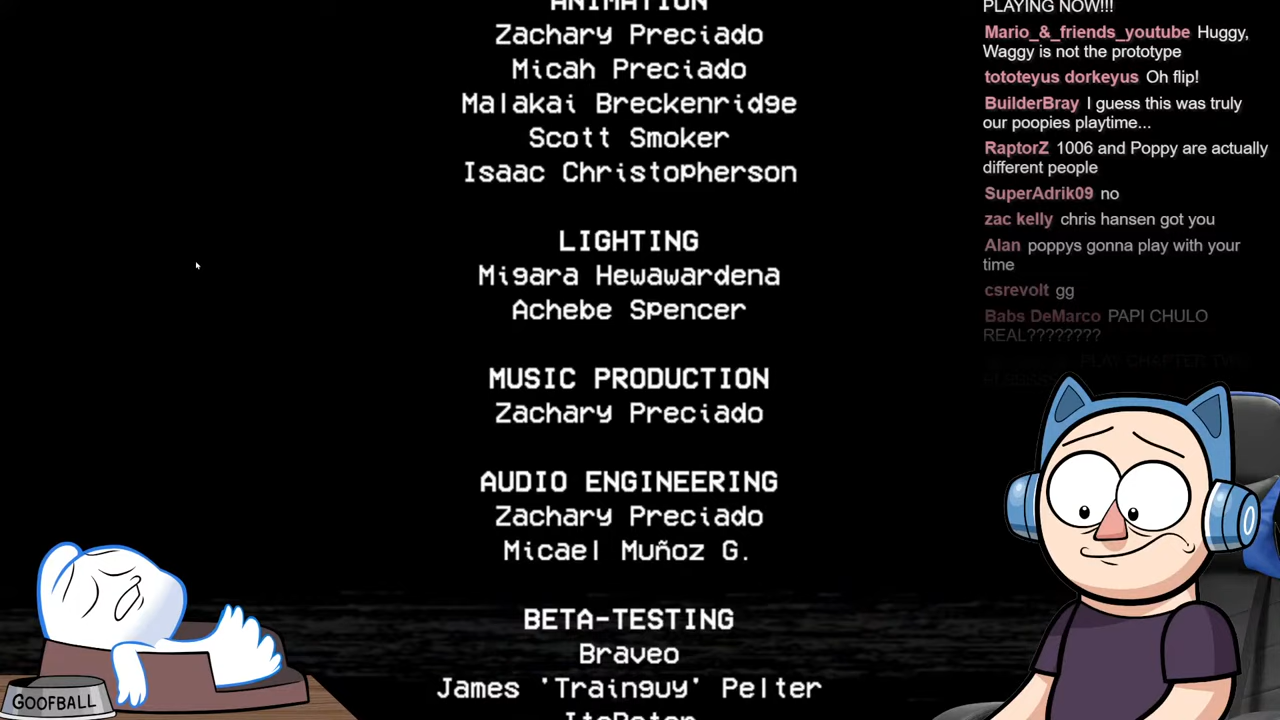 ANIMATION
Zachary Preciado
Micah Preciado
Malakai Breckenridge
Scott Smoker
Isaac Christopherson
LIGHTING
Migara Hewawardena
Achebe Spencer
MUSIC PRODUCTION
Zachary Preciado
AUDIO ENGINEERING
Zachary Preciado
Micael Muñoz G.
BETA-TESTING
Braveo
James 'Trainguy' Pelter
PLAYING NOW!!!
Mario_&_friends_youtube Huggy,
Waggy is not the prototype
tototeyus dorkeyus Oh flip!
BuilderBray I guess this was truly
our poopies playtime...
RaptorZ 1006 and Poppy are actually
different people
SuperAdrik09 no
zac kelly chris hansen got you
Alan poppys gonna play with your
time
csrevolt gg
Babs DeMarco PAPI CHULO
REAL????????
GOOFBALL